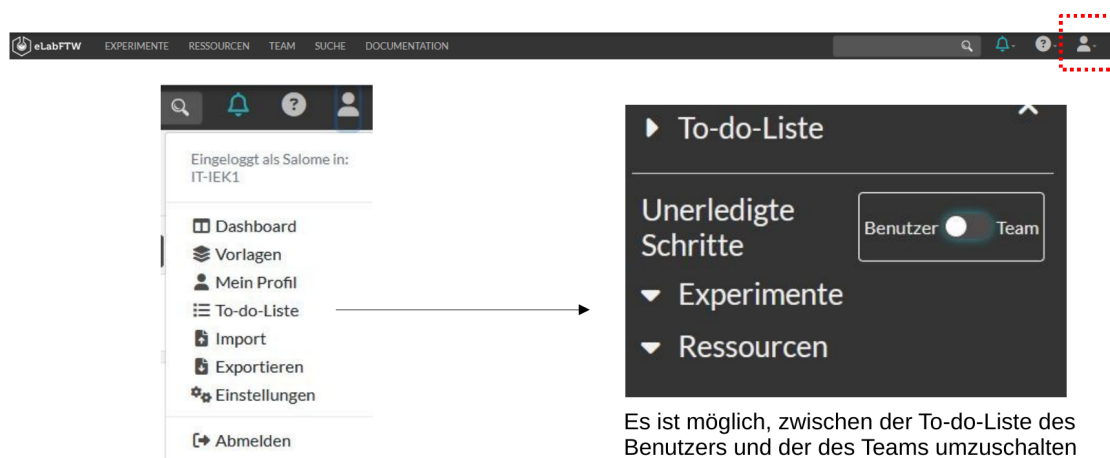 eLabFTW EXPERIMENTE RESSOURCEN TEAM SUCHE DOCUMENTATION
Eingeloggt als Salome in:
IT-IEK1
Dashboard
Vorlagen
Mein Profil
To-do-Liste
Import
Exportieren
Einstellungen
Abmelden
To-do-Liste
Unerledigte
Schritte
Benutzer Team
Experimente
Ressourcen
Es ist möglich, zwischen der To-do-Liste des
Benutzers und der des Teams umzuschalten